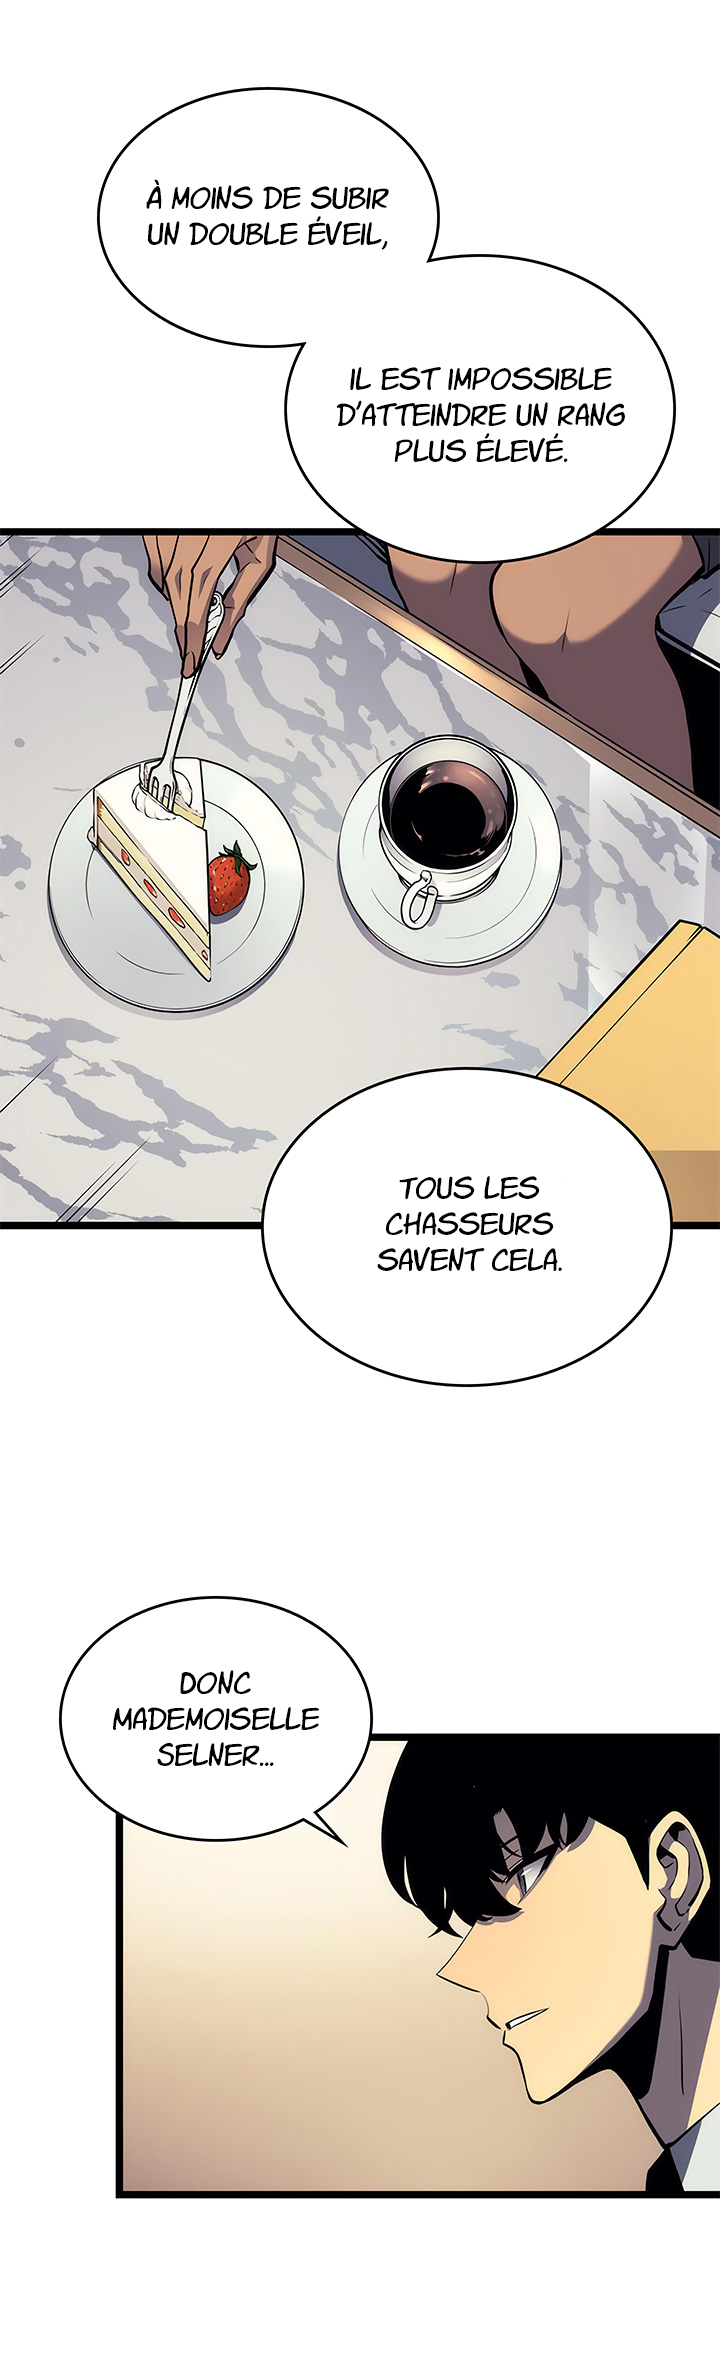 À MOINS DE SUBIR
UN DOUBLE ÉVEIL,
IL EST IMPOSSIBLE
D'ATTEINDRE UN RANG
PLUS ÉLEVÉ.
TOUS LES
CHASSEURS
SAVENT CELA.
DONC
MADEMOISELLE
SELNER...